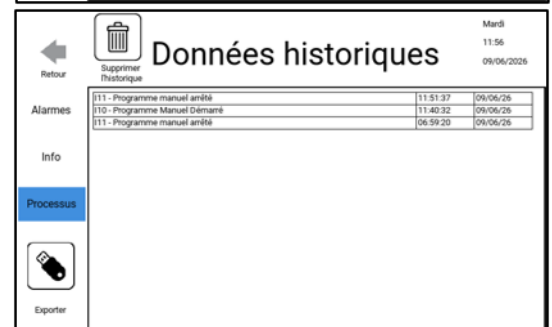 Mardi
11:56
09/06/2026
Données historiques
Retour
Supprimer
l'historique
I11 - Programme manuel arrêté 11:51:37 09/06/26
I10 - Programme Manuel Démarré 11:40:32 09/06/26
I11 - Programme manuel arrêté 06:59:20 09/06/26
Alarmes
Info
Processus
Exporter